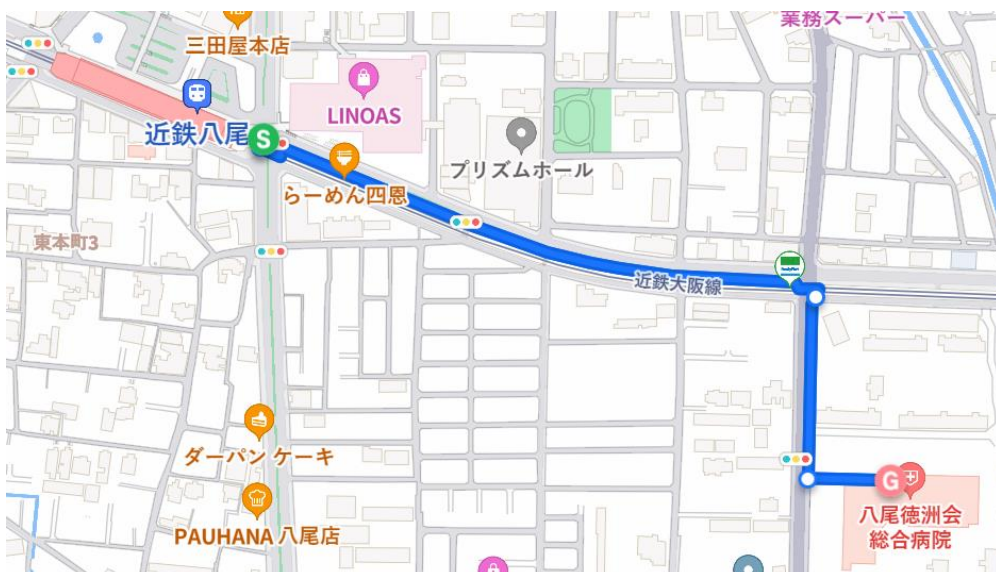 業務スーパー
三田屋本店
LINOAS
近鉄八尾
S
プリズムホール
らーめん四恩
東本町3
FamilyMart
近鉄大阪線
ダーパン ケーキ
G
PAUHANA 八尾店
八尾徳洲会
総合病院